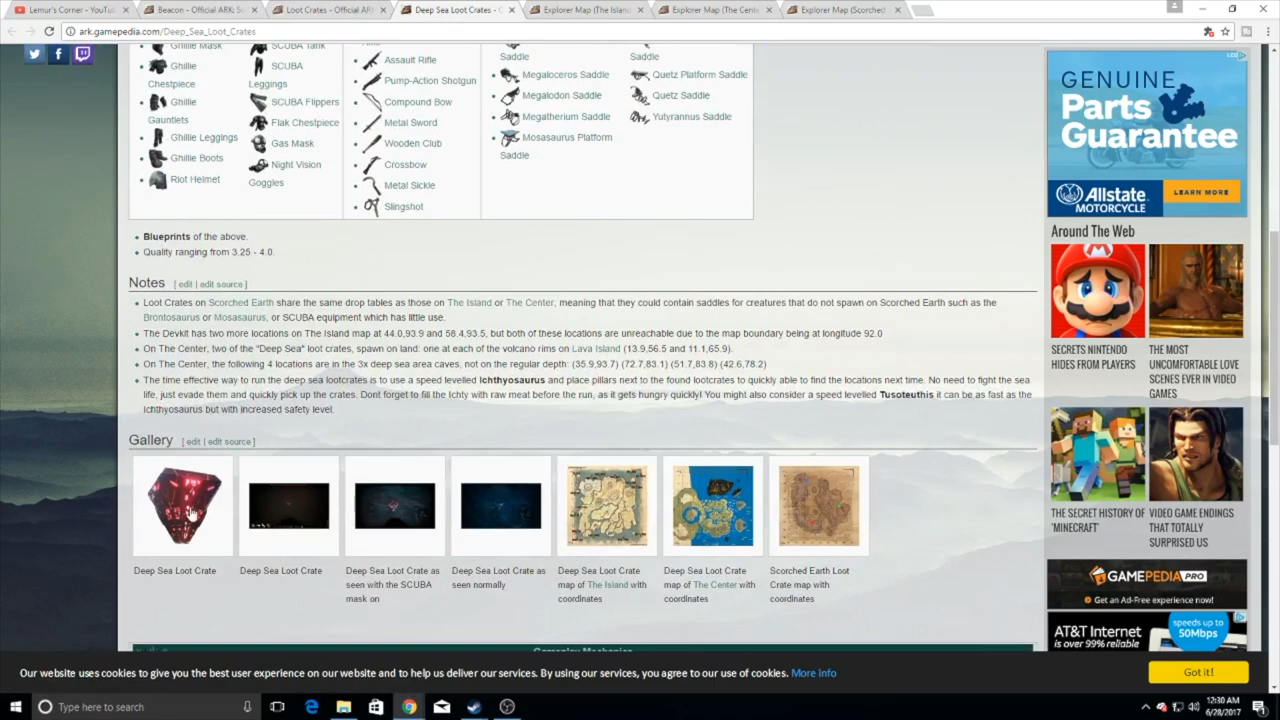 Lemur's Corner - YouTu
Beacon - Official ARK: S
Loot Crates - Official AR
Deep Sea Loot Crates - O
Explorer Map (The Island
Explorer Map (The Cente
Explorer Map (Scorched
ark.gamepedia.com/Deep_Sea_Loot_Crates
Ghillie Mask
SCUBA Tank
Ghillie
Chestpiece
SCUBA
Leggings
Ghillie
Gauntlets
SCUBA Flippers
Flak Chestpiece
Ghillie Leggings
Gas Mask
Ghillie Boots
Night Vision
Goggles
Riot Helmet
Assault Rifle
Pump-Action Shotgun
Compound Bow
Metal Sword
Wooden Club
Crossbow
Metal Sickle
Slingshot
Saddle
Megaloceros Saddle
Megalodon Saddle
Megatherium Saddle
Mosasaurus Platform
Saddle
Saddle
Quetz Platform Saddle
Quetz Saddle
Yutyrannus Saddle
Blueprints of the above.
Quality ranging from 3.25 - 4.0.
Notes [ edit | edit source ]
Loot Crates on Scorched Earth share the same drop tables as those on The Island or The Center, meaning that they could contain saddles for creatures that do not spawn on Scorched Earth such as the
Brontosaurus or Mosasaurus, or SCUBA equipment which has little use.
The Devkit has two more locations on The Island map at 44.0,93.9 and 58.4,93.5, but both of these locations are unreachable due to the map boundary being at longitude 92.0
On The Center, two of the "Deep Sea" loot crates, spawn on land: one at each of the volcano rims on Lava Island (13.9,56.5 and 11.1,65.9).
On The Center, the following 4 locations are in the 3x deep sea area caves, not on the regular depth: (35.9,93.7) (72.7,83.1) (51.7,83.8) (42.6,78.2)
The time effective way to run the deep sea lootcrates is to use a speed levelled Ichthyosaurus and place pillars next to the found lootcrates to quickly able to find the locations next time. No need to fight the sea
life, just evade them and quickly pick up the crates. Dont forget to fill the Ichty with raw meat before the run, as it gets hungry quickly! You might also consider a speed levelled Tusoteuthis it can be as fast as the
Ichthyosaurus but with increased safety level.
Gallery [ edit | edit source ]
Deep Sea Loot Crate
Deep Sea Loot Crate
Deep Sea Loot Crate as
seen with the SCUBA
mask on
Deep Sea Loot Crate as
seen normally
Deep Sea Loot Crate
map of The Island with
coordinates
Deep Sea Loot Crate
map of The Center with
coordinates
Scorched Earth Loot
Crate map with
coordinates
Gameplay Mechanics
GENUINE
Parts
Guarantee
Allstate
MOTORCYCLE
LEARN MORE
Around The Web
SECRETS NINTENDO
HIDES FROM PLAYERS
THE MOST
UNCOMFORTABLE LOVE
SCENES EVER IN VIDEO
GAMES
THE SECRET HISTORY OF
'MINECRAFT'
VIDEO GAME ENDINGS
THAT TOTALLY
SURPRISED US
GAMEPEDIA PRO
Get an Ad-Free experience now!
AT&T Internet
is over 99% reliable
speeds up to
50Mbps
Our website uses cookies to give you the best user experience on our website and to help us deliver our services. By using our services, you agree to our use of cookies. More info
Got it!
Type here to search
12:30 AM
6/28/2017